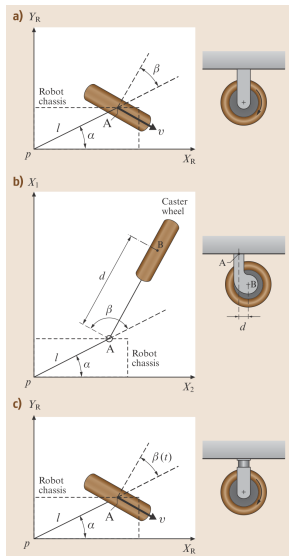 a) Y_R
Robot
chassis
β
l
α
A
v
p
X_R
b) X_1
Caster
wheel
B
d
β
A
Robot
chassis
l
α
p
X_2
A
B
d
c) Y_R
Robot
chassis
β(t)
l
α
A
v
p
X_R